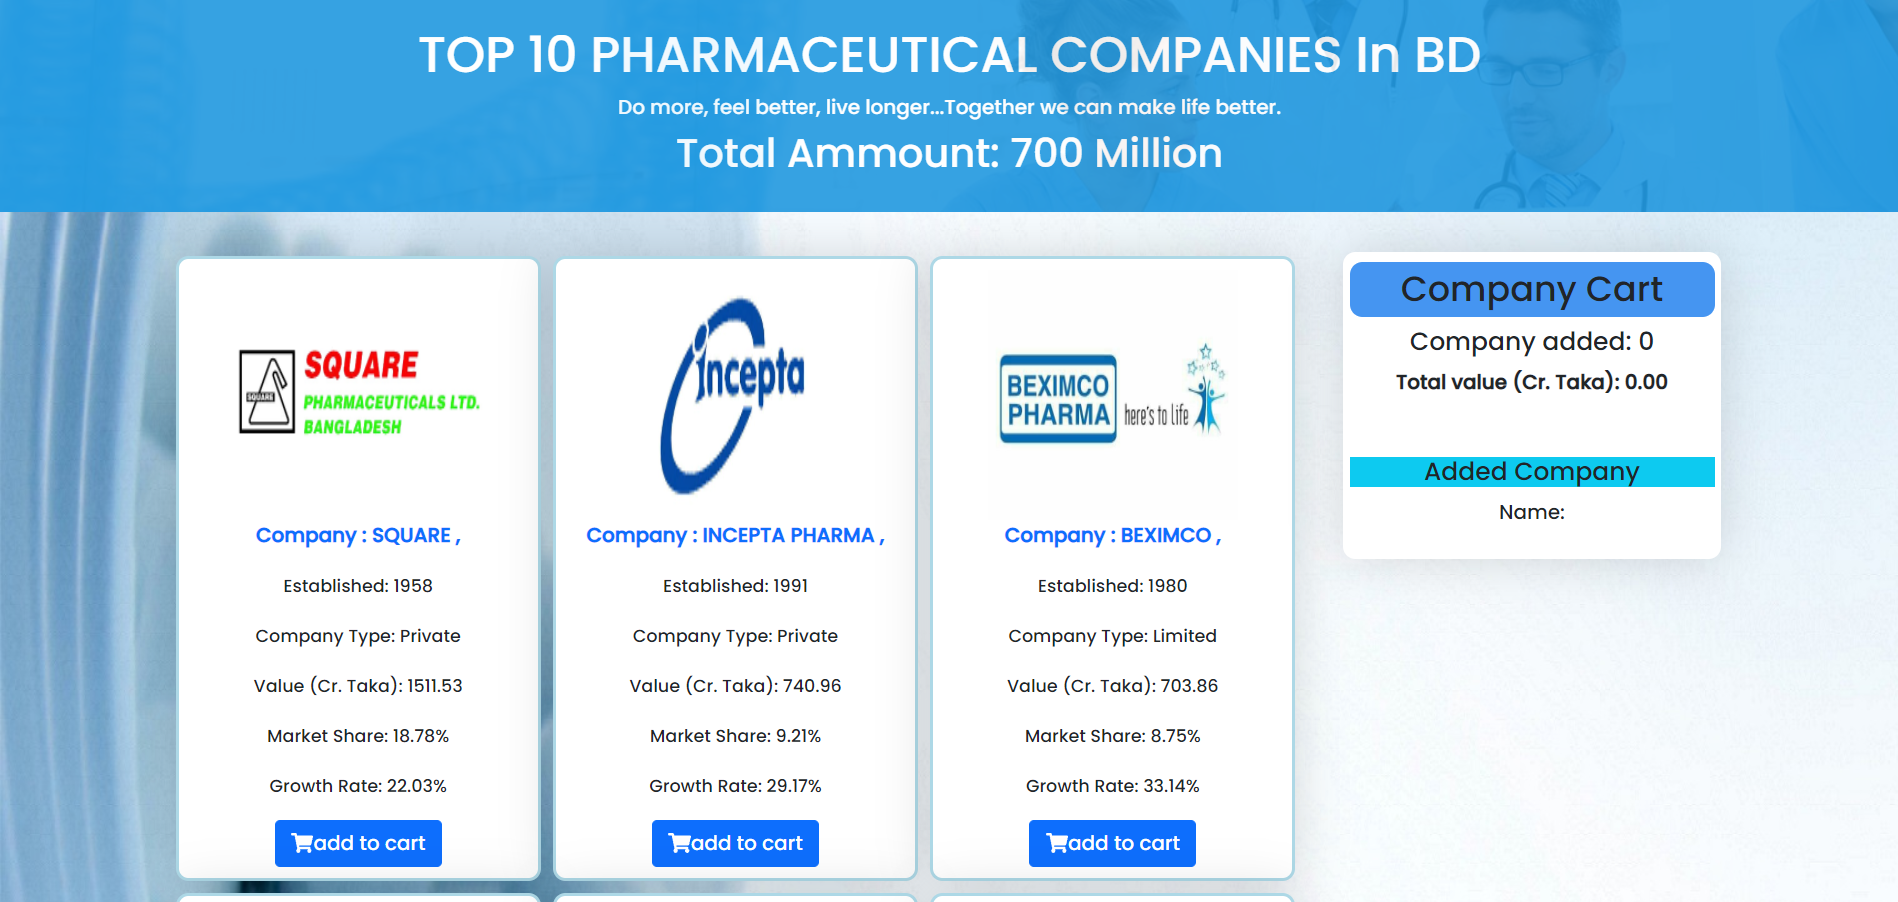 TOP 10 PHARMACEUTICAL COMPANIES In BD
Do more, feel better, live longer...Together we can make life better.
Total Ammount: 700 Million
SQUARE
SQUARE
PHARMACEUTICALS LTD.
BANGLADESH
Company : SQUARE ,
Established: 1958
Company Type: Private
Value (Cr. Taka): 1511.53
Market Share: 18.78%
Growth Rate: 22.03%
add to cart
incepta
Company : INCEPTA PHARMA ,
Established: 1991
Company Type: Private
Value (Cr. Taka): 740.96
Market Share: 9.21%
Growth Rate: 29.17%
add to cart
BEXIMCO
PHARMA
here's to life
Company : BEXIMCO ,
Established: 1980
Company Type: Limited
Value (Cr. Taka): 703.86
Market Share: 8.75%
Growth Rate: 33.14%
add to cart
Company Cart
Company added: 0
Total value (Cr. Taka): 0.00
Added Company
Name: